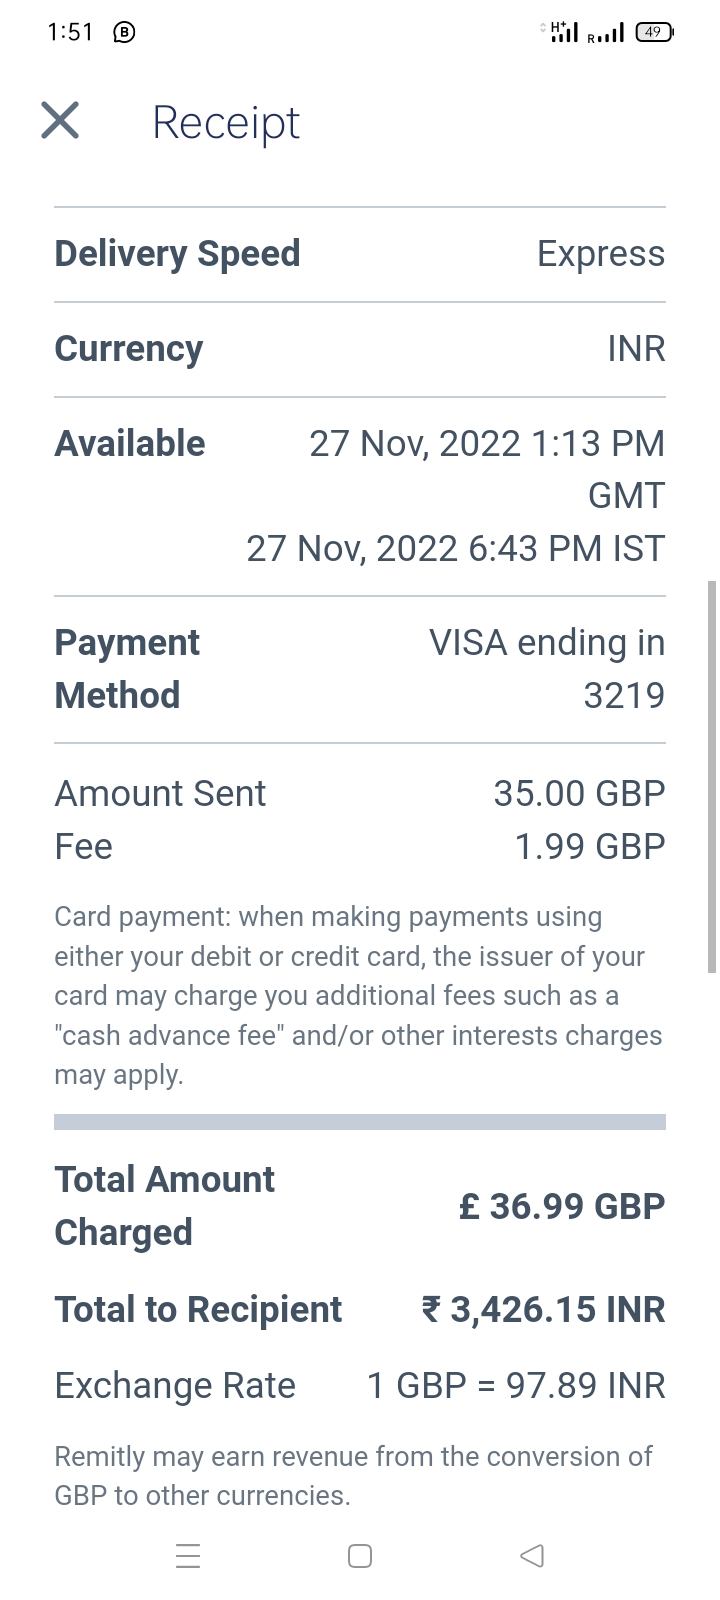 1:51 B H+ R 49
Receipt
Delivery Speed Express
Currency INR
Available 27 Nov, 2022 1:13 PM
GMT
27 Nov, 2022 6:43 PM IST
Payment VISA ending in
Method 3219
Amount Sent 35.00 GBP
Fee 1.99 GBP
Card payment: when making payments using
either your debit or credit card, the issuer of your
card may charge you additional fees such as a
"cash advance fee" and/or other interests charges
may apply.
Total Amount
Charged £ 36.99 GBP
Total to Recipient ₹ 3,426.15 INR
Exchange Rate 1 GBP = 97.89 INR
Remitly may earn revenue from the conversion of
GBP to other currencies.